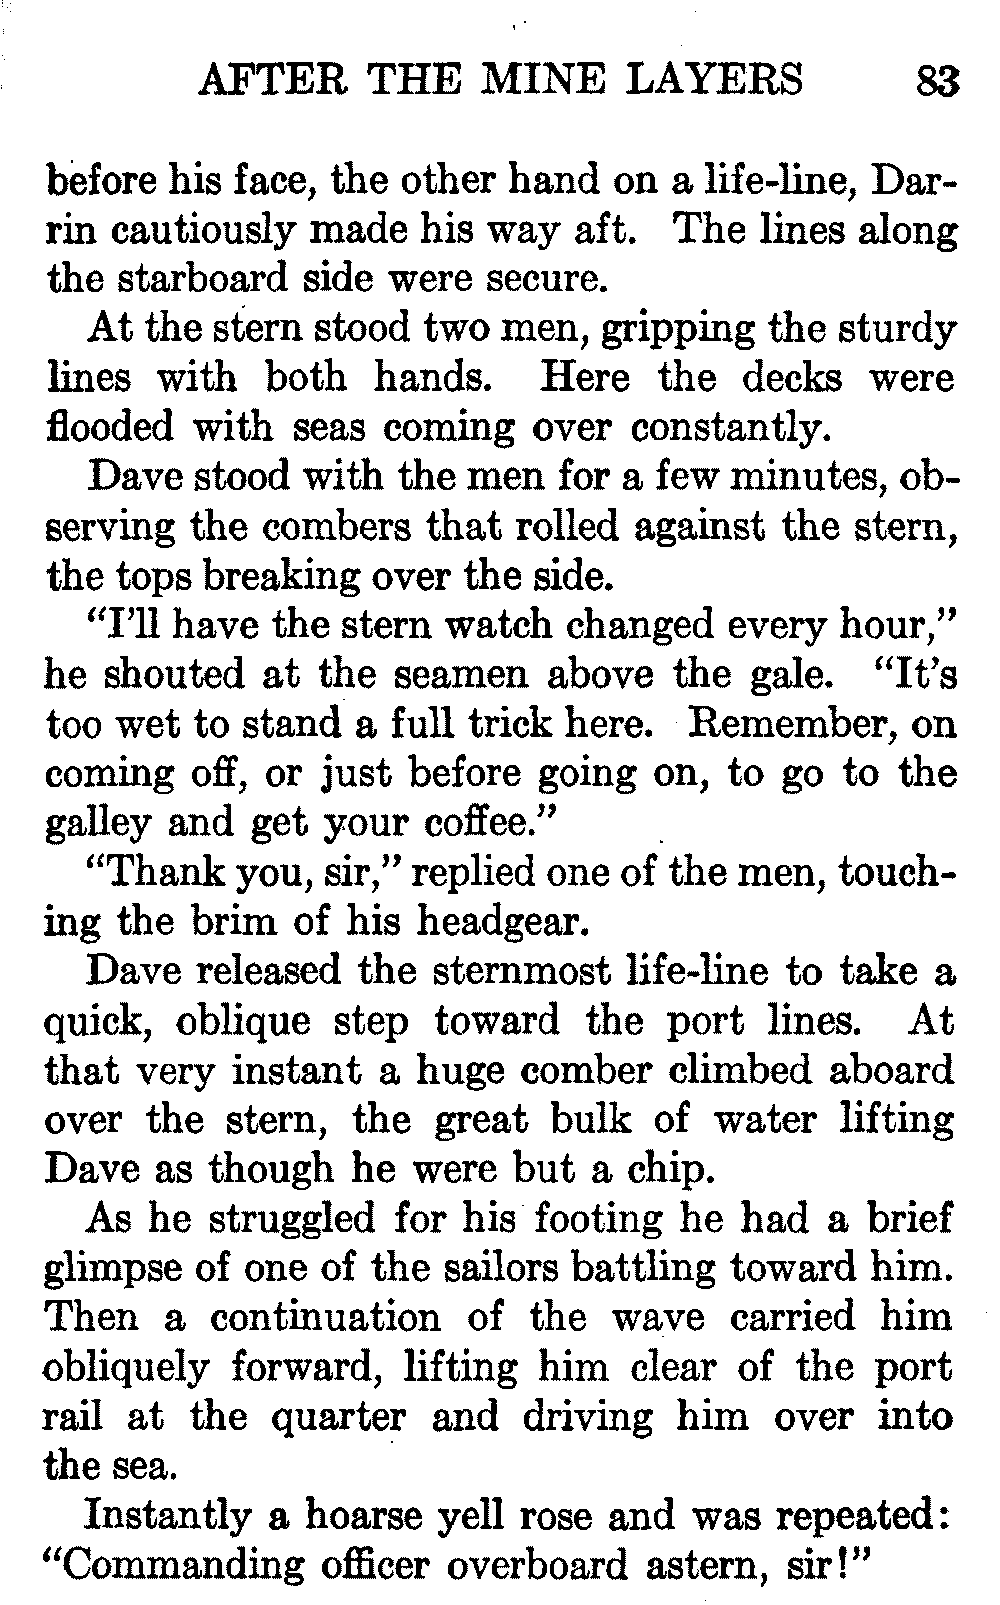 AFTER THE MINE LAYERS 83
before his face, the other hand on a life-line, Dar-
rin cautiously made his way aft. The lines along
the starboard side were secure.
At the stern stood two men, gripping the sturdy
lines with both hands. Here the decks were
flooded with seas coming over constantly.
Dave stood with the men for a few minutes, ob-
serving the combers that rolled against the stern,
the tops breaking over the side.
“I’ll have the stern watch changed every hour,”
he shouted at the seamen above the gale. “It’s
too wet to stand a full trick here. Remember, on
coming off, or just before going on, to go to the
galley and get your coffee.”
“Thank you, sir,” replied one of the men, touch-
ing the brim of his headgear.
Dave released the sternmost life-line to take a
quick, oblique step toward the port lines. At
that very instant a huge comber climbed aboard
over the stern, the great bulk of water lifting
Dave as though he were but a chip.
As he struggled for his footing he had a brief
glimpse of one of the sailors battling toward him.
Then a continuation of the wave carried him
obliquely forward, lifting him clear of the port
rail at the quarter and driving him over into
the sea.
Instantly a hoarse yell rose and was repeated:
“Commanding officer overboard astern, sir!”